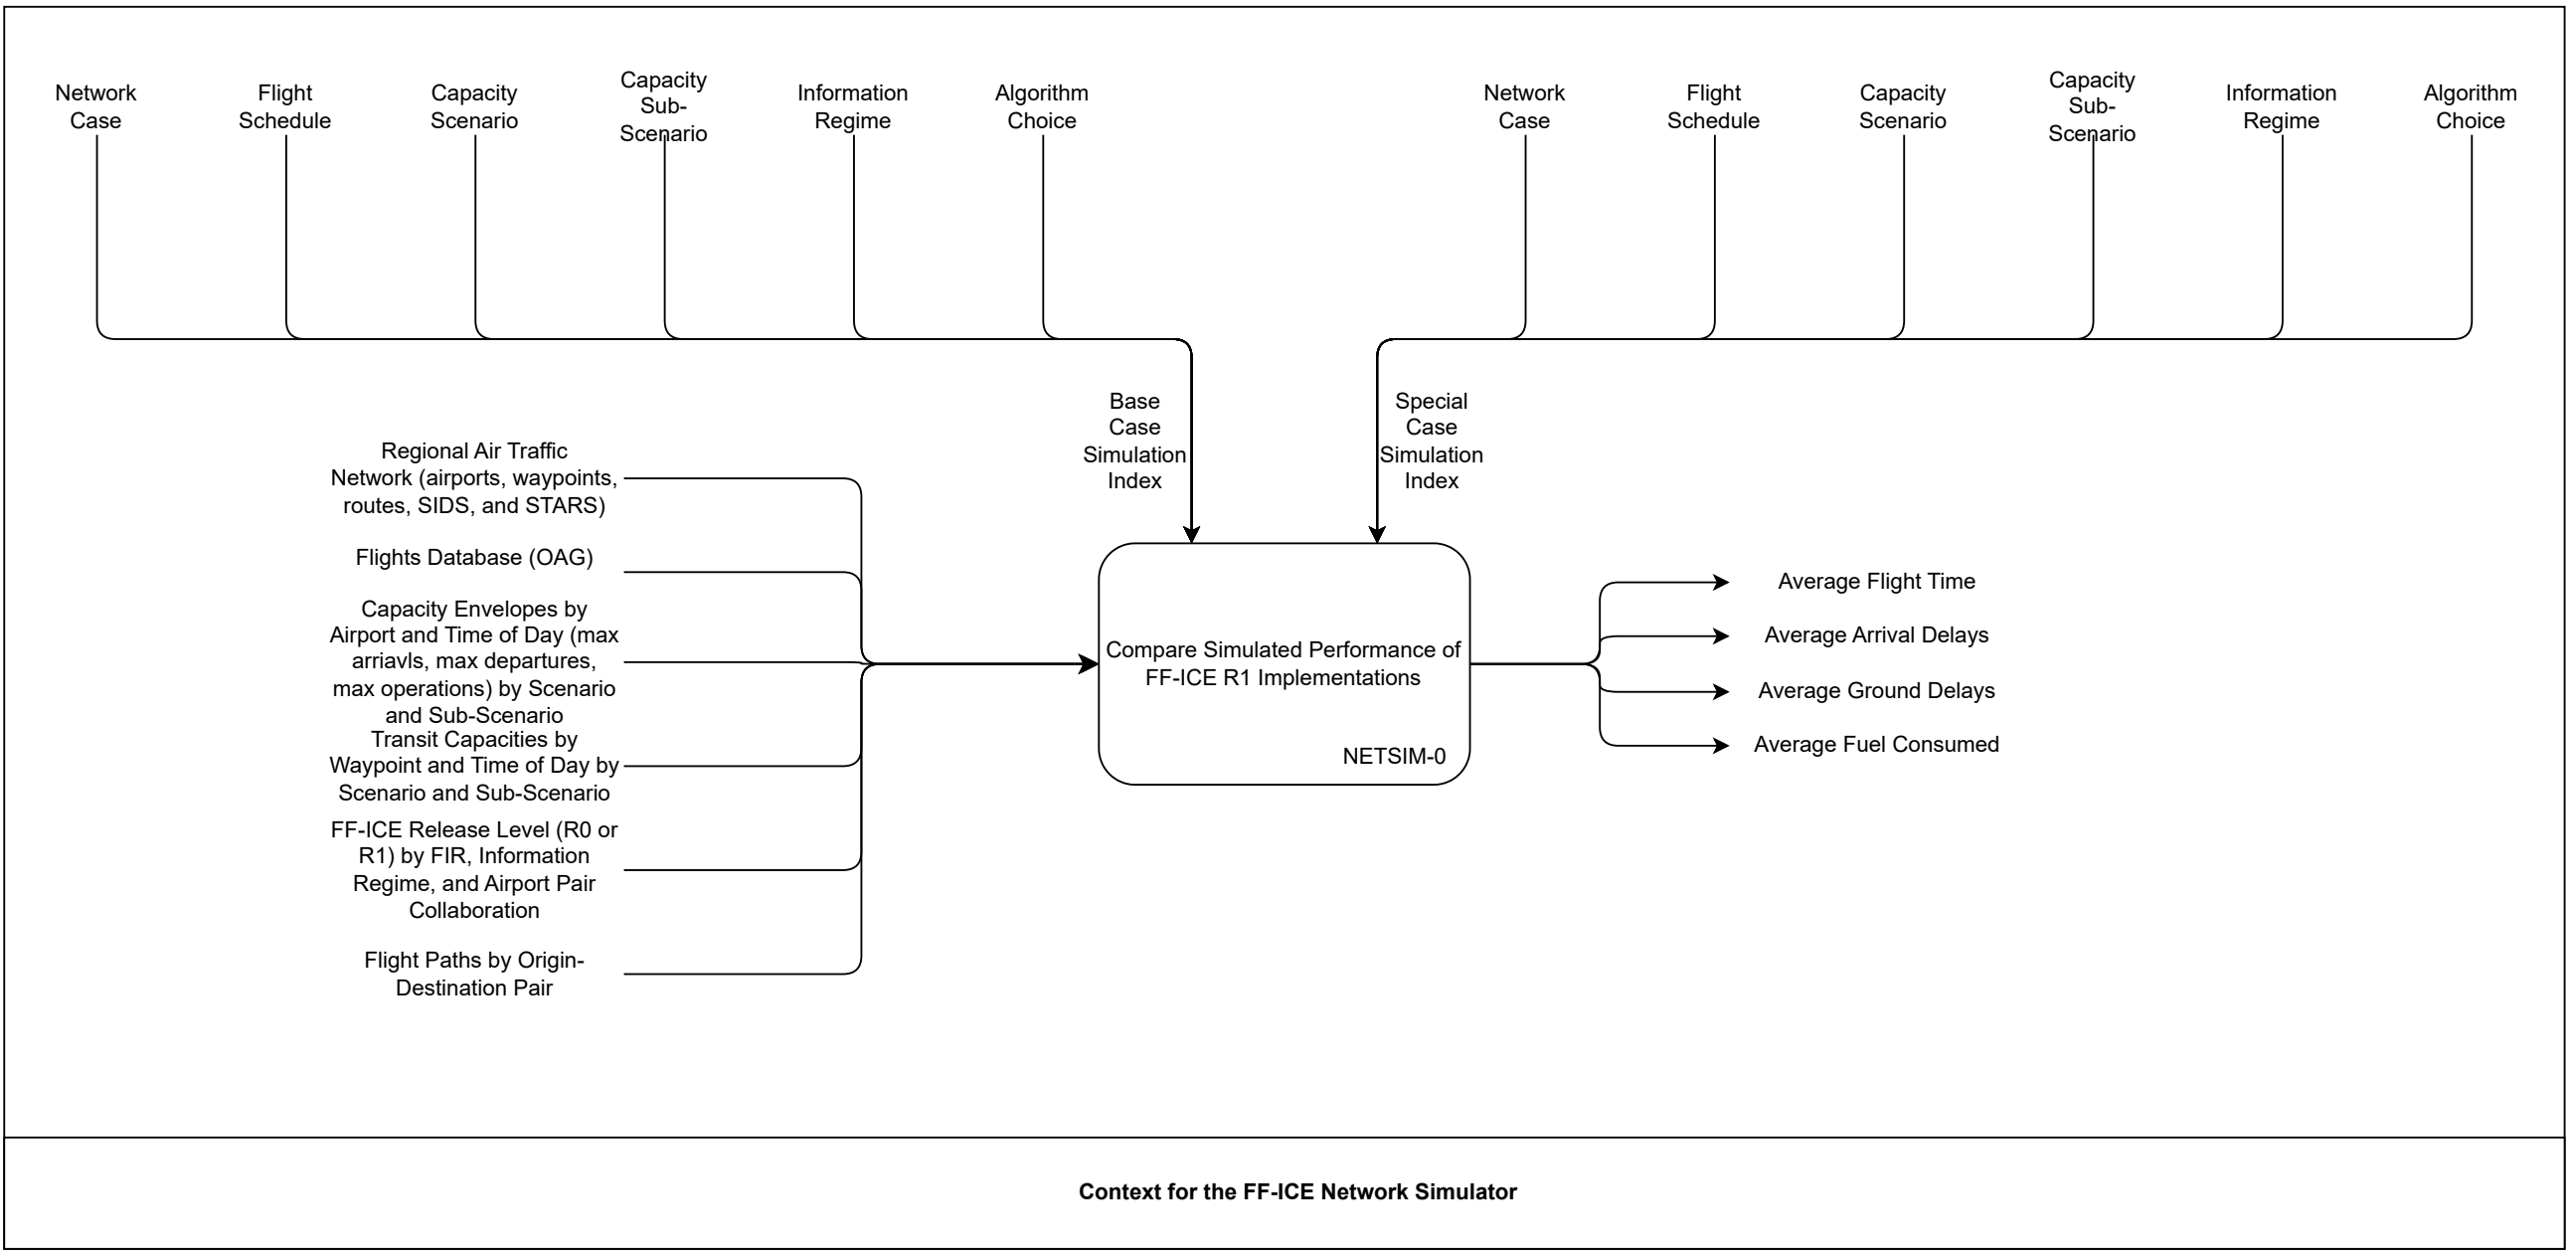 Network
Case
Flight
Schedule
Capacity
Scenario
Capacity
Sub-
Scenario
Information
Regime
Algorithm
Choice
Network
Case
Flight
Schedule
Capacity
Scenario
Capacity
Sub-
Scenario
Information
Regime
Algorithm
Choice
Base
Case
Simulation
Index
Special
Case
Simulation
Index
Regional Air Traffic
Network (airports, waypoints,
routes, SIDS, and STARS)
Flights Database (OAG)
Capacity Envelopes by
Airport and Time of Day (max
arriavls, max departures,
max operations) by Scenario
and Sub-Scenario
Transit Capacities by
Waypoint and Time of Day by
Scenario and Sub-Scenario
FF-ICE Release Level (R0 or
R1) by FIR, Information
Regime, and Airport Pair
Collaboration
Flight Paths by Origin-
Destination Pair
Compare Simulated Performance of
FF-ICE R1 Implementations
NETSIM-0
Average Flight Time
Average Arrival Delays
Average Ground Delays
Average Fuel Consumed
Context for the FF-ICE Network Simulator